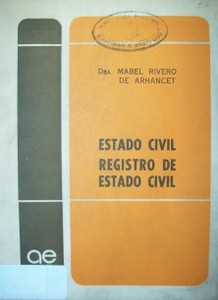 DRA. MABEL RIVERO
DE ARHANCET
ESTADO CIVIL
REGISTRO DE
ESTADO CIVIL
ae